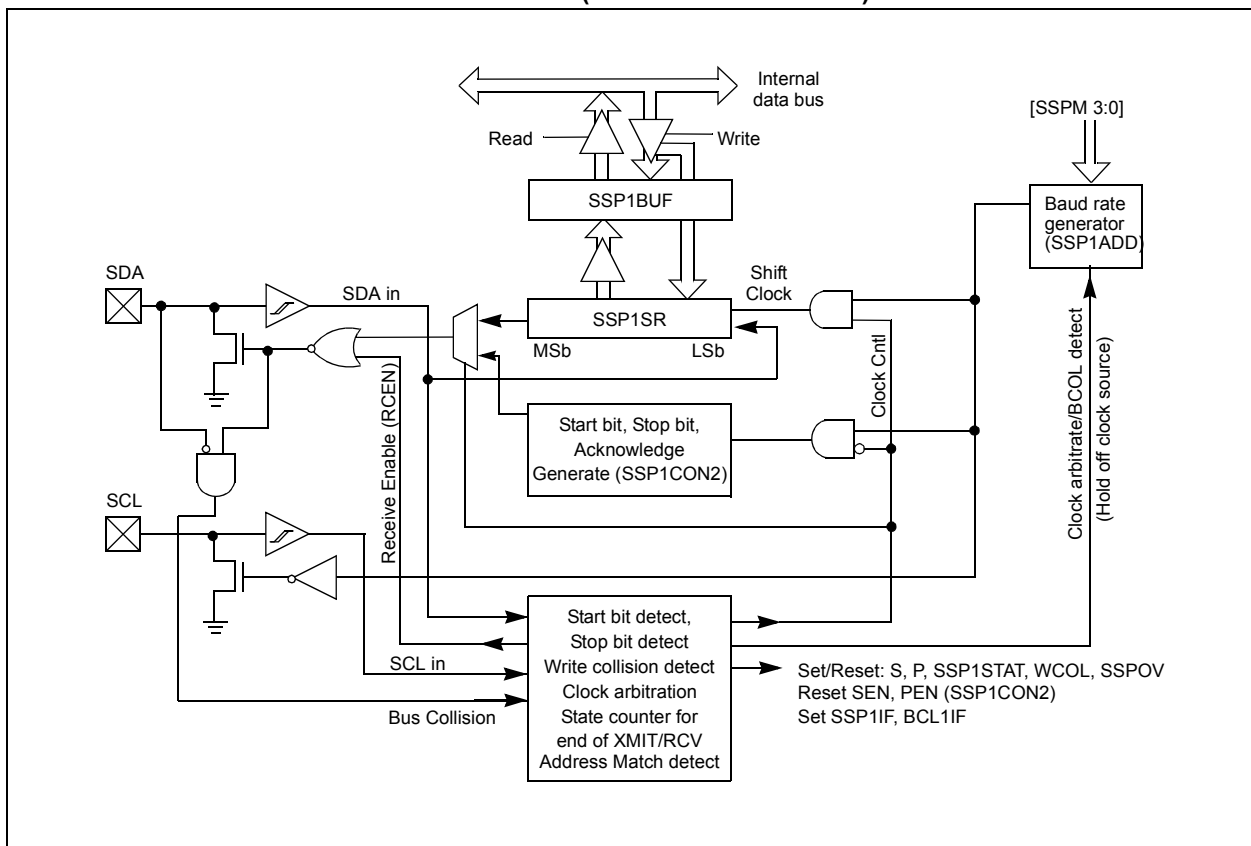 Internal
data bus
[SSPM 3:0]
Read
Write
SSP1BUF
Baud rate
generator
(SSP1ADD)
SDA
Shift
Clock
SDA in
SSP1SR
MSb
LSb
Clock Cntl
Start bit, Stop bit,
Acknowledge
Generate (SSP1CON2)
Receive Enable (RCEN)
Clock arbitrate/BCOL detect
(Hold off clock source)
SCL
Start bit detect,
Stop bit detect
Write collision detect
Clock arbitration
State counter for
end of XMIT/RCV
Address Match detect
SCL in
Bus Collision
Set/Reset: S, P, SSP1STAT, WCOL, SSPOV
Reset SEN, PEN (SSP1CON2)
Set SSP1IF, BCL1IF